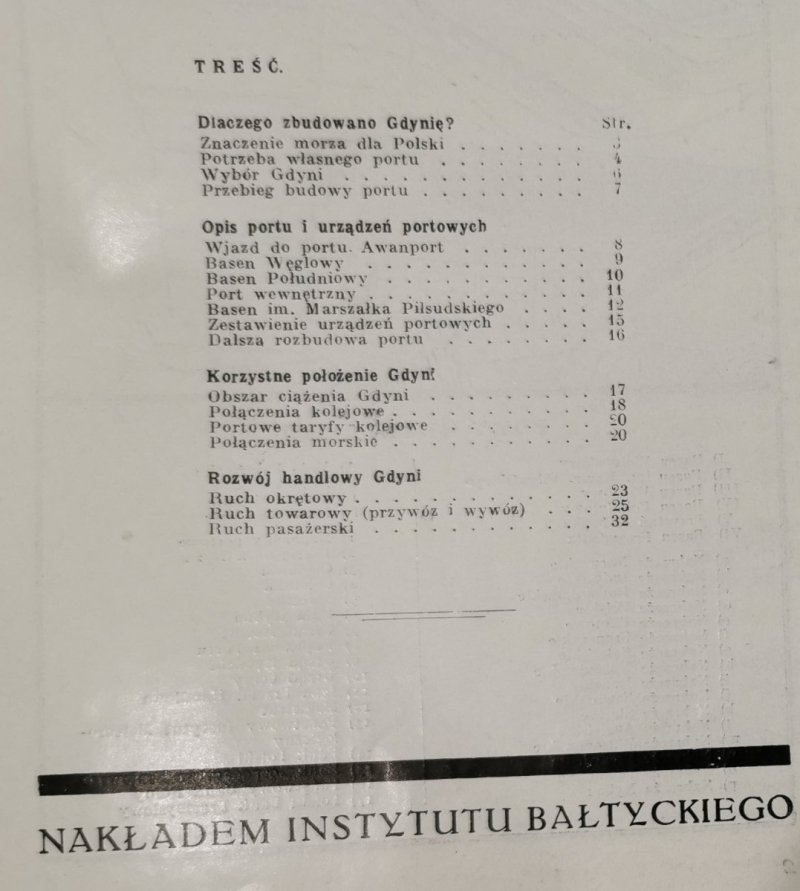 TREŚĆ.
Dlaczego zbudowano Gdynię? Str.
Znaczenie morza dla Polski . . . . . . . 3
Potrzeba własnego portu . . . . . . . 4
Wybór Gdyni . . . . . . . . . . . . 6
Przebieg budowy portu . . . . . . . . 7
Opis portu i urządzeń portowych
Wjazd do portu. Awanport . . . . . . . 8
Basen Węglowy . . . . . . . . . . . 9
Basen Południowy . . . . . . . . . . 10
Port wewnętrzny . . . . . . . . . . . 11
Basen im. Marszałka Piłsudskiego . . . . 12
Zestawienie urządzeń portowych . . . . . 15
Dalsza rozbudowa portu . . . . . . . 16
Korzystne położenie Gdyni
Obszar ciążenia Gdyni . . . . . . . . 17
Połączenia kolejowe . . . . . . . . . . 18
Portowe taryfy kolejowe . . . . . . . 20
Połączenia morskie . . . . . . . . . . 20
Rozwój handlowy Gdyni
Ruch okrętowy . . . . . . . . . . . . 23
Ruch towarowy (przywóz i wywóz) . . . 25
Ruch pasażerski . . . . . . . . . . . 32
NAKŁADEM INSTYTUTU BAŁTYCKIEGO